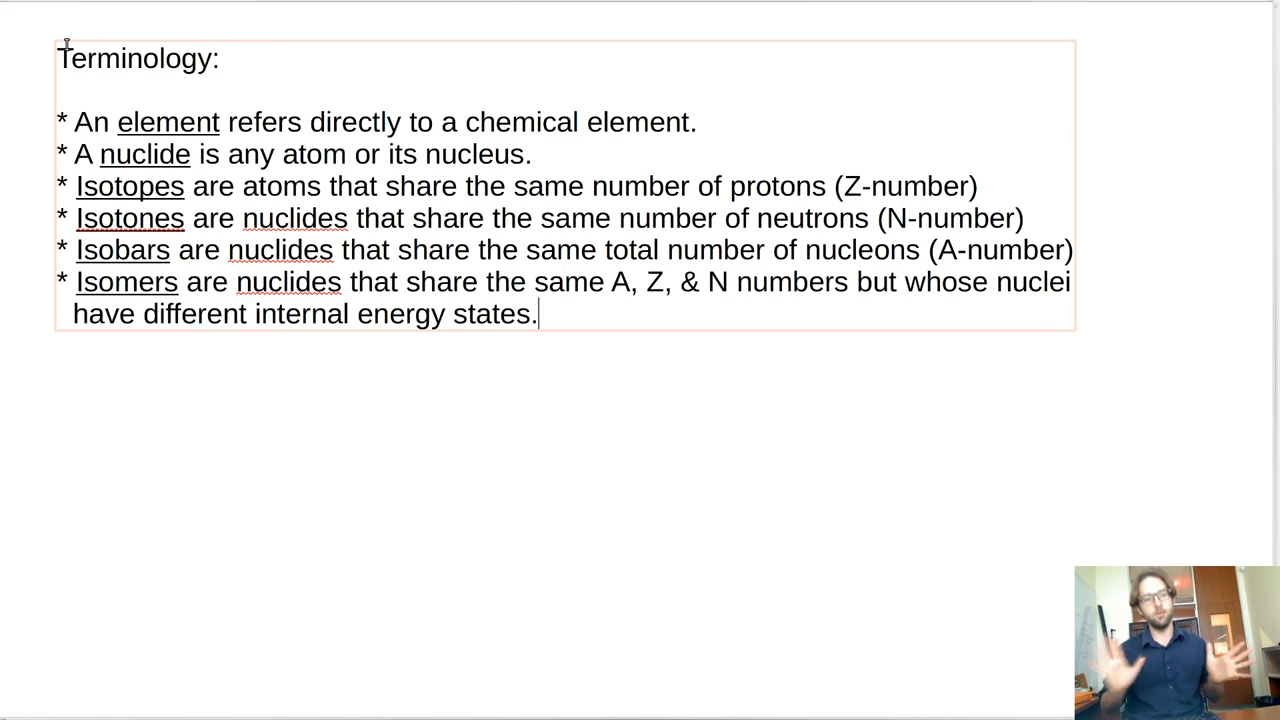 Terminology:
* An element refers directly to a chemical element.
* A nuclide is any atom or its nucleus.
* Isotopes are atoms that share the same number of protons (Z-number)
* Isotones are nuclides that share the same number of neutrons (N-number)
* Isobars are nuclides that share the same total number of nucleons (A-number)
* Isomers are nuclides that share the same A, Z, & N numbers but whose nuclei
have different internal energy states.